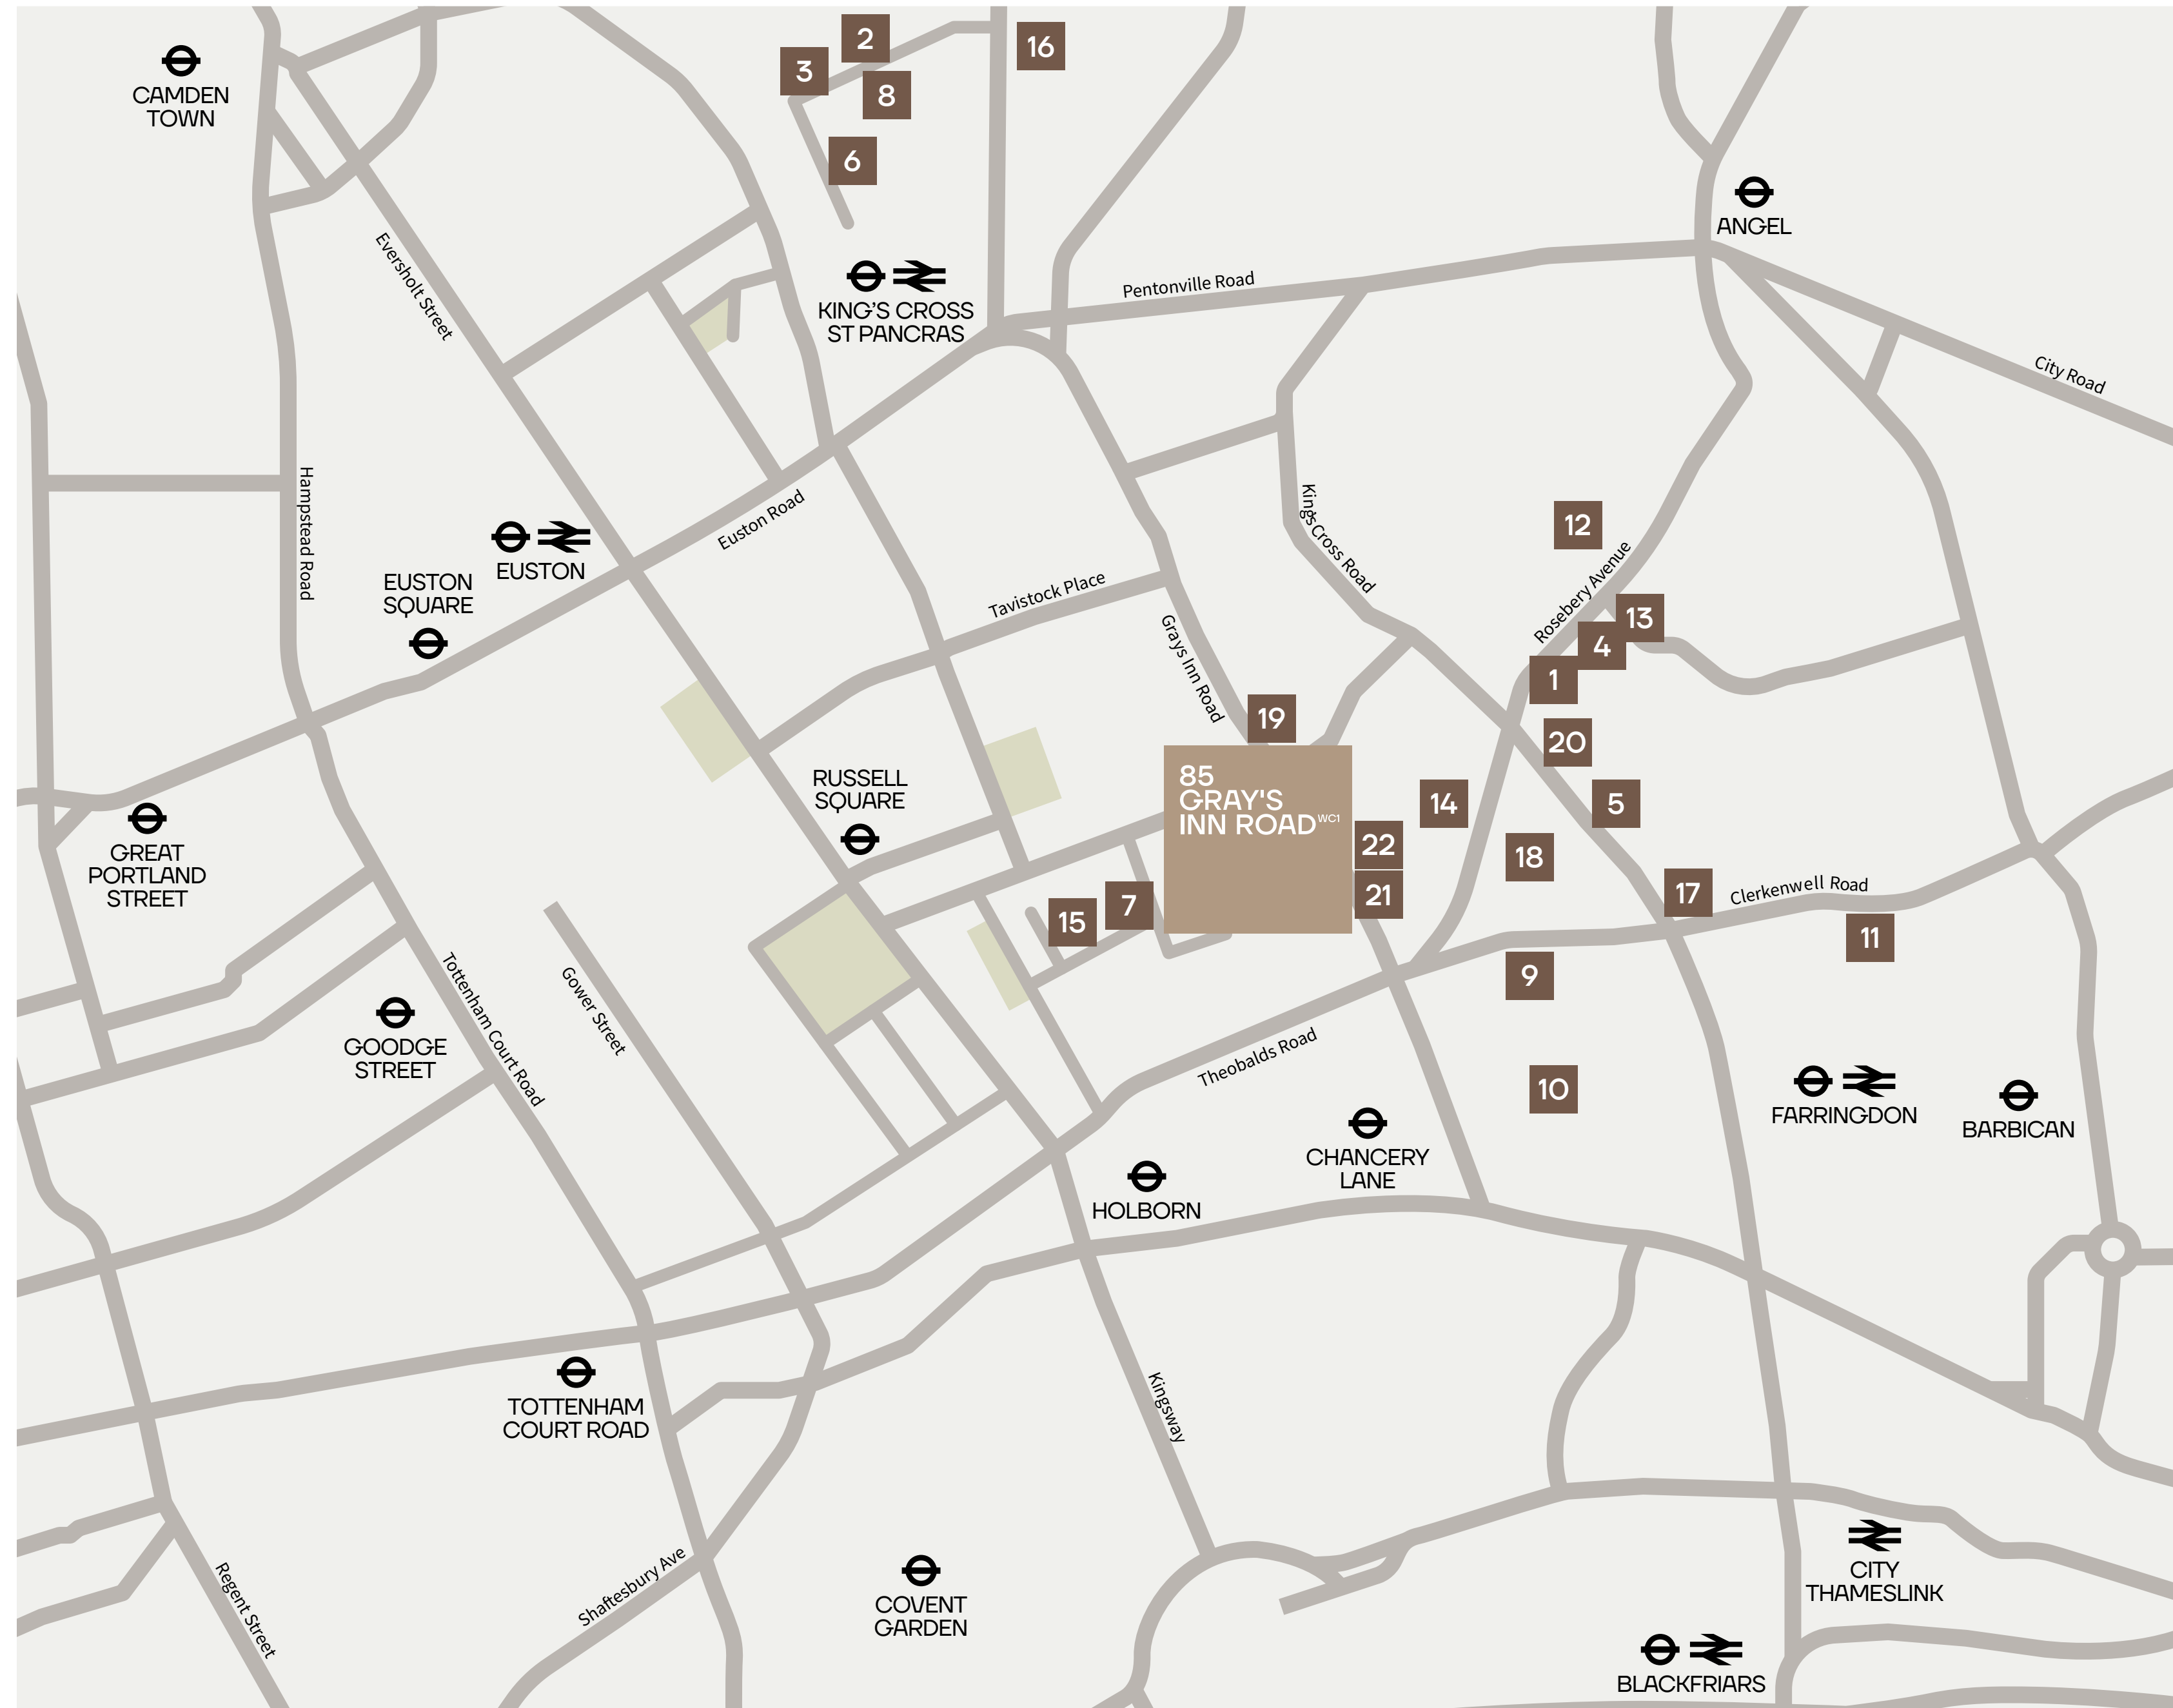 2
16
3
8
6
CAMDEN
TOWN
ANGEL
Eversholt Street
Pentonville Road
KING'S CROSS
ST PANCRAS
City Road
Hampstead Road
Euston Road
Kings Cross Road
12
EUSTON
EUSTON
SQUARE
Tavistock Place
Rosebery Avenue
13
4
1
Grays Inn Road
19
20
85
GRAY'S
INN ROAD WC1
RUSSELL
SQUARE
14
5
22
18
GREAT
PORTLAND
STREET
21
17
Clerkenwell Road
7
15
11
9
Tottenham Court Road
Gower Street
GOODGE
STREET
Theobalds Road
10
FARRINGDON
BARBICAN
CHANCERY
LANE
HOLBORN
TOTTENHAM
COURT ROAD
Kingsway
CITY
THAMESLINK
Regent Street
Shaftesbury Ave
COVENT
GARDEN
BLACKFRIARS